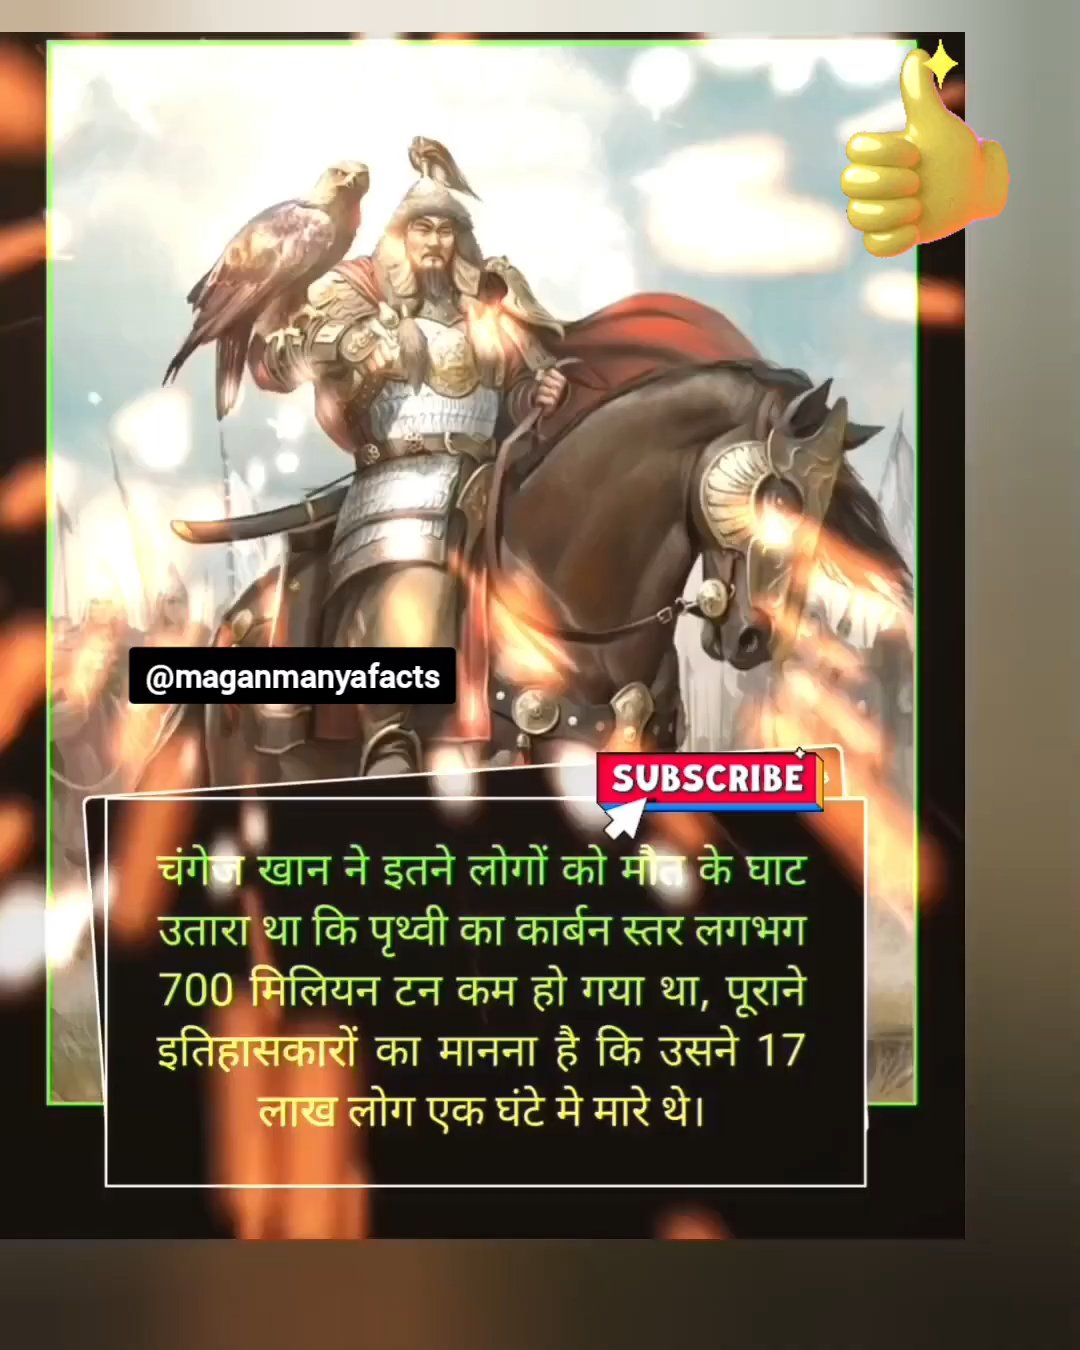 @maganmanyafacts
SUBSCRIBE
चंगेज खान ने इतने लोगों को मौत के घाट
उतारा था कि पृथ्वी का कार्बन स्तर लगभग
700 मिलियन टन कम हो गया था, पूराने
इतिहासकारों का मानना है कि उसने 17
लाख लोग एक घंटे मे मारे थे।